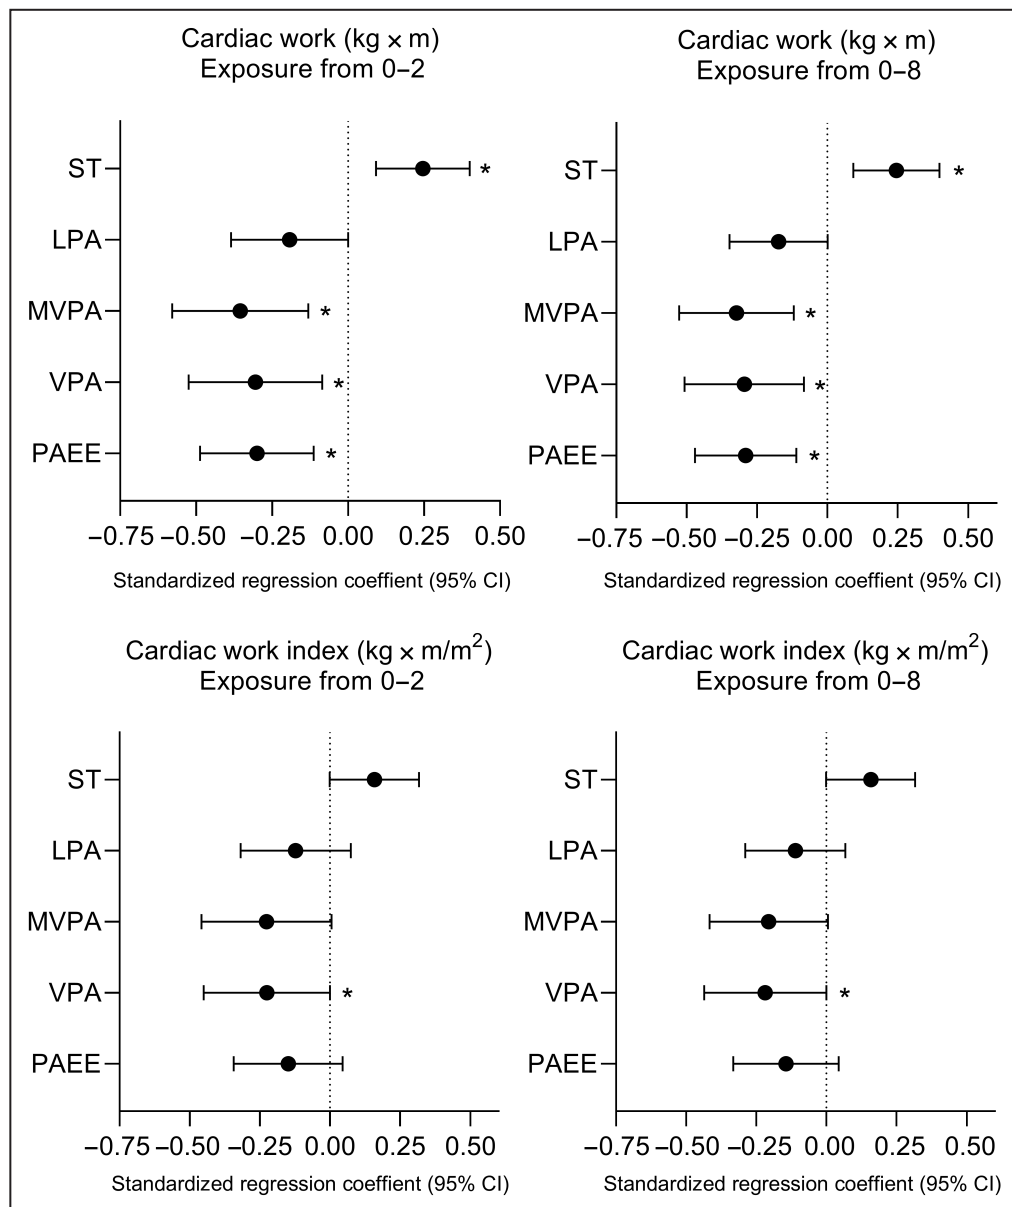 Cardiac work (kg × m)
Exposure from 0–2
ST
*
LPA
MVPA
*
VPA
*
PAEE
*
−0.75 −0.50 −0.25 0.00 0.25 0.50
Standardized regression coeffient (95% CI)
Cardiac work (kg × m)
Exposure from 0–8
ST
*
LPA
MVPA
*
VPA
*
PAEE
*
−0.75 −0.50 −0.25 0.00 0.25 0.50
Standardized regression coeffient (95% CI)
Cardiac work index (kg × m/m²)
Exposure from 0–2
ST
LPA
MVPA
VPA
*
PAEE
−0.75 −0.50 −0.25 0.00 0.25 0.50
Standardized regression coeffient (95% CI)
Cardiac work index (kg × m/m²)
Exposure from 0–8
ST
LPA
MVPA
VPA
*
PAEE
−0.75 −0.50 −0.25 0.00 0.25 0.50
Standardized regression coeffient (95% CI)